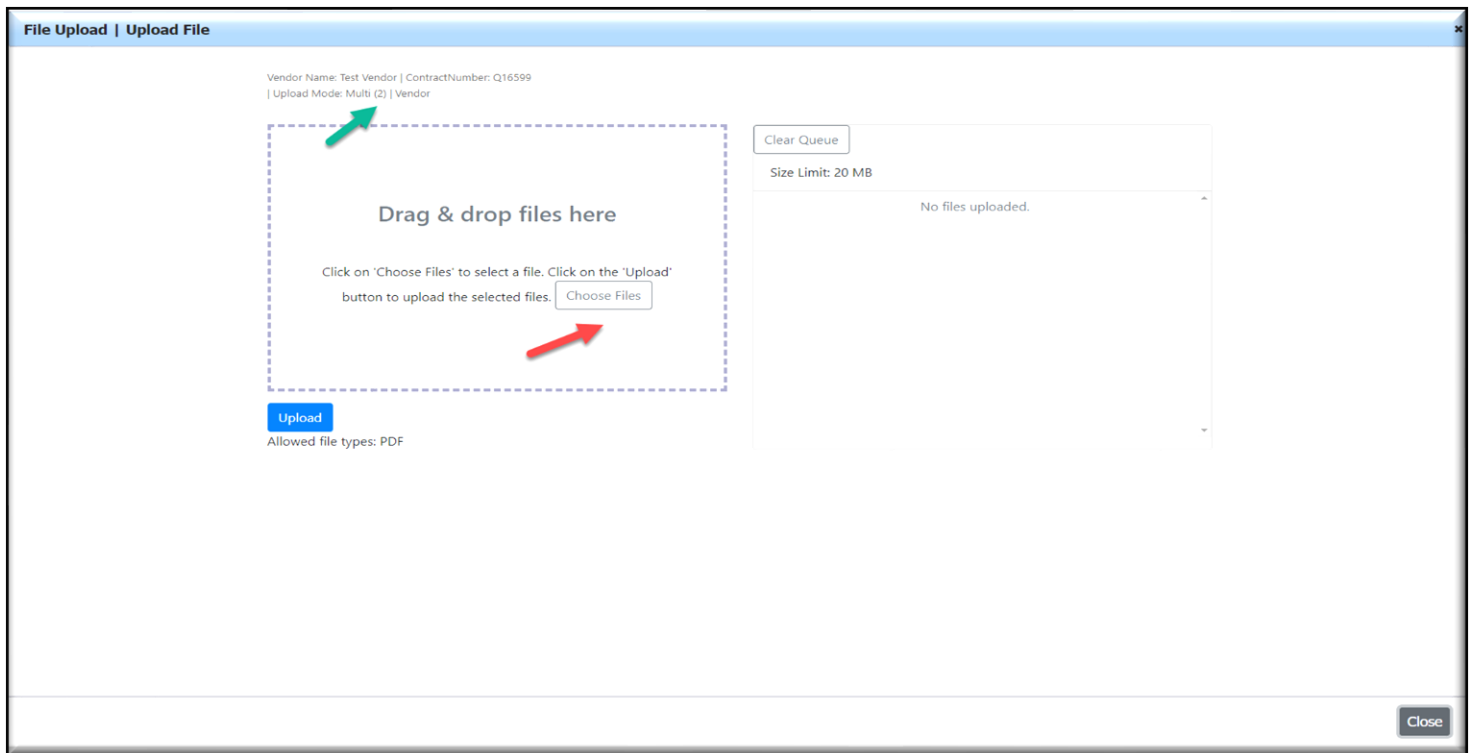 File Upload | Upload File
Vendor Name: Test Vendor | ContractNumber: Q16599
| Upload Mode: Multi (2) | Vendor
Drag & drop files here
Click on 'Choose Files' to select a file. Click on the 'Upload'
button to upload the selected files. Choose Files
Upload
Allowed file types: PDF
Clear Queue
Size Limit: 20 MB
No files uploaded.
Close